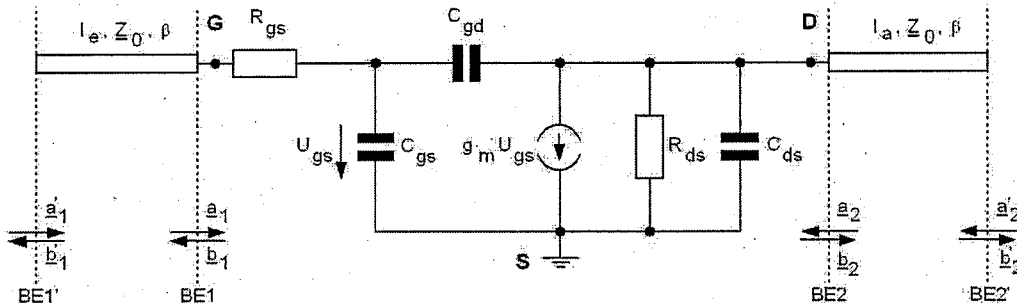 G R_gs C_gd D
l_e, Z_0, β
l_a, Z_0, β
U_gs C_gs g_m U_gs R_ds C_ds
a'_1 a_1 a_2 a'_2
b'_1 b_1 S b_2 b'_2
BE1' BE1 BE2 BE2'